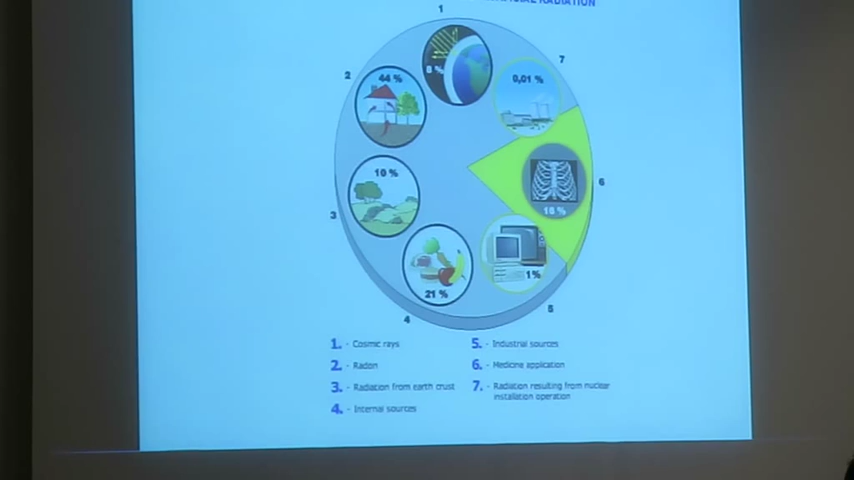 RADIATION
1
7
2
44 %
8 %
0,01 %
10 %
6
3
21 %
1%
4
5
1. - Cosmic rays
2. - Radon
3. - Radiation from earth crust
4. - Internal sources
5. - Industrial sources
6. - Medicine application
7. - Radiation resulting from nuclear
installation operation